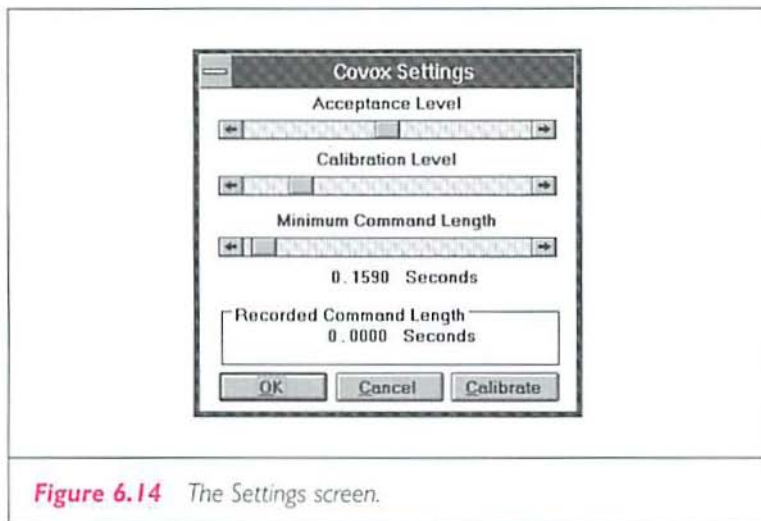 Covox Settings
Acceptance Level
Calibration Level
Minimum Command Length
0.1590 Seconds
Recorded Command Length
0.0000 Seconds
OK Cancel Calibrate
Figure 6.14 The Settings screen.